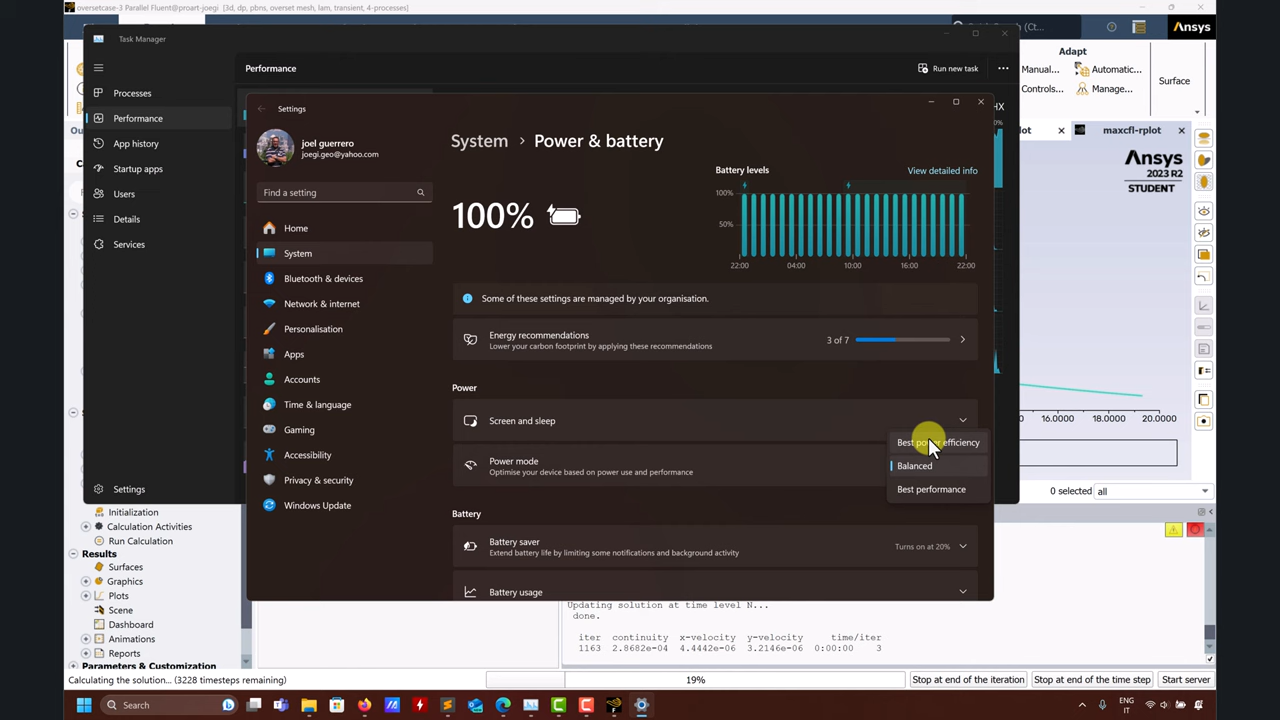 oversetcase-3 Parallel Fluent@proart-joegi [3d, dp, pbns, overset mesh, lam, transient, 4-processes]
Ansys
Task Manager
Performance
Run new task
Processes
Performance
App history
Startup apps
Users
Details
Services
Settings
Adapt
Manual...
Automatic...
Controls...
Manage...
Surface
maxcfl-rplot
Ansys
2023 R2
STUDENT
Settings
joel guerrero
joegi.geo@yahoo.com
Find a setting
Home
System
Bluetooth & devices
Network & internet
Personalisation
Apps
Accounts
Time & language
Gaming
Accessibility
Privacy & security
Windows Update
System > Power & battery
100%
Battery levels
View detailed info
100%
50%
22:00 04:00 10:00 16:00 22:00
Some of these settings are managed by your organisation.
Energy recommendations
Lower your carbon footprint by applying these recommendations
3 of 7
Power
Screen and sleep
Power mode
Optimise your device based on power use and performance
Best power efficiency
Balanced
Best performance
Battery
Battery saver
Extend battery life by limiting some notifications and background activity
Turns on at 20%
Battery usage
16.0000 18.0000 20.0000
0 selected
all
Initialization
Calculation Activities
Run Calculation
Results
Surfaces
Graphics
Plots
Scene
Dashboard
Animations
Reports
Parameters & Customization
Updating solution at time level N...
done.
iter continuity x-velocity y-velocity time/iter
1163 2.8682e-04 4.4442e-06 3.2146e-06 0:00:00 3
Calculating the solution... (3228 timesteps remaining)
19%
Stop at end of the iteration
Stop at end of the time step
Start server
Search
ENG
IT